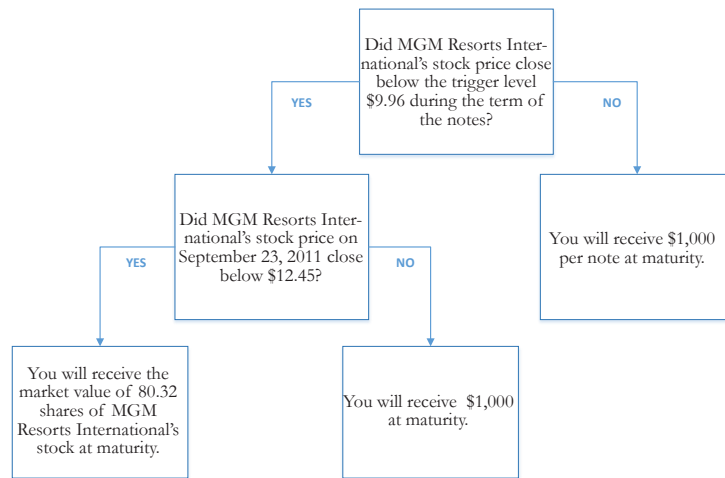 Did MGM Resorts Inter-
national's stock price close
below the trigger level
$9.96 during the term of
the notes?
YES
NO
Did MGM Resorts Inter-
national's stock price on
September 23, 2011 close
below $12.45?
You will receive $1,000
per note at maturity.
YES
NO
You will receive the
market value of 80.32
shares of MGM
Resorts International's
stock at maturity.
You will receive $1,000
at maturity.